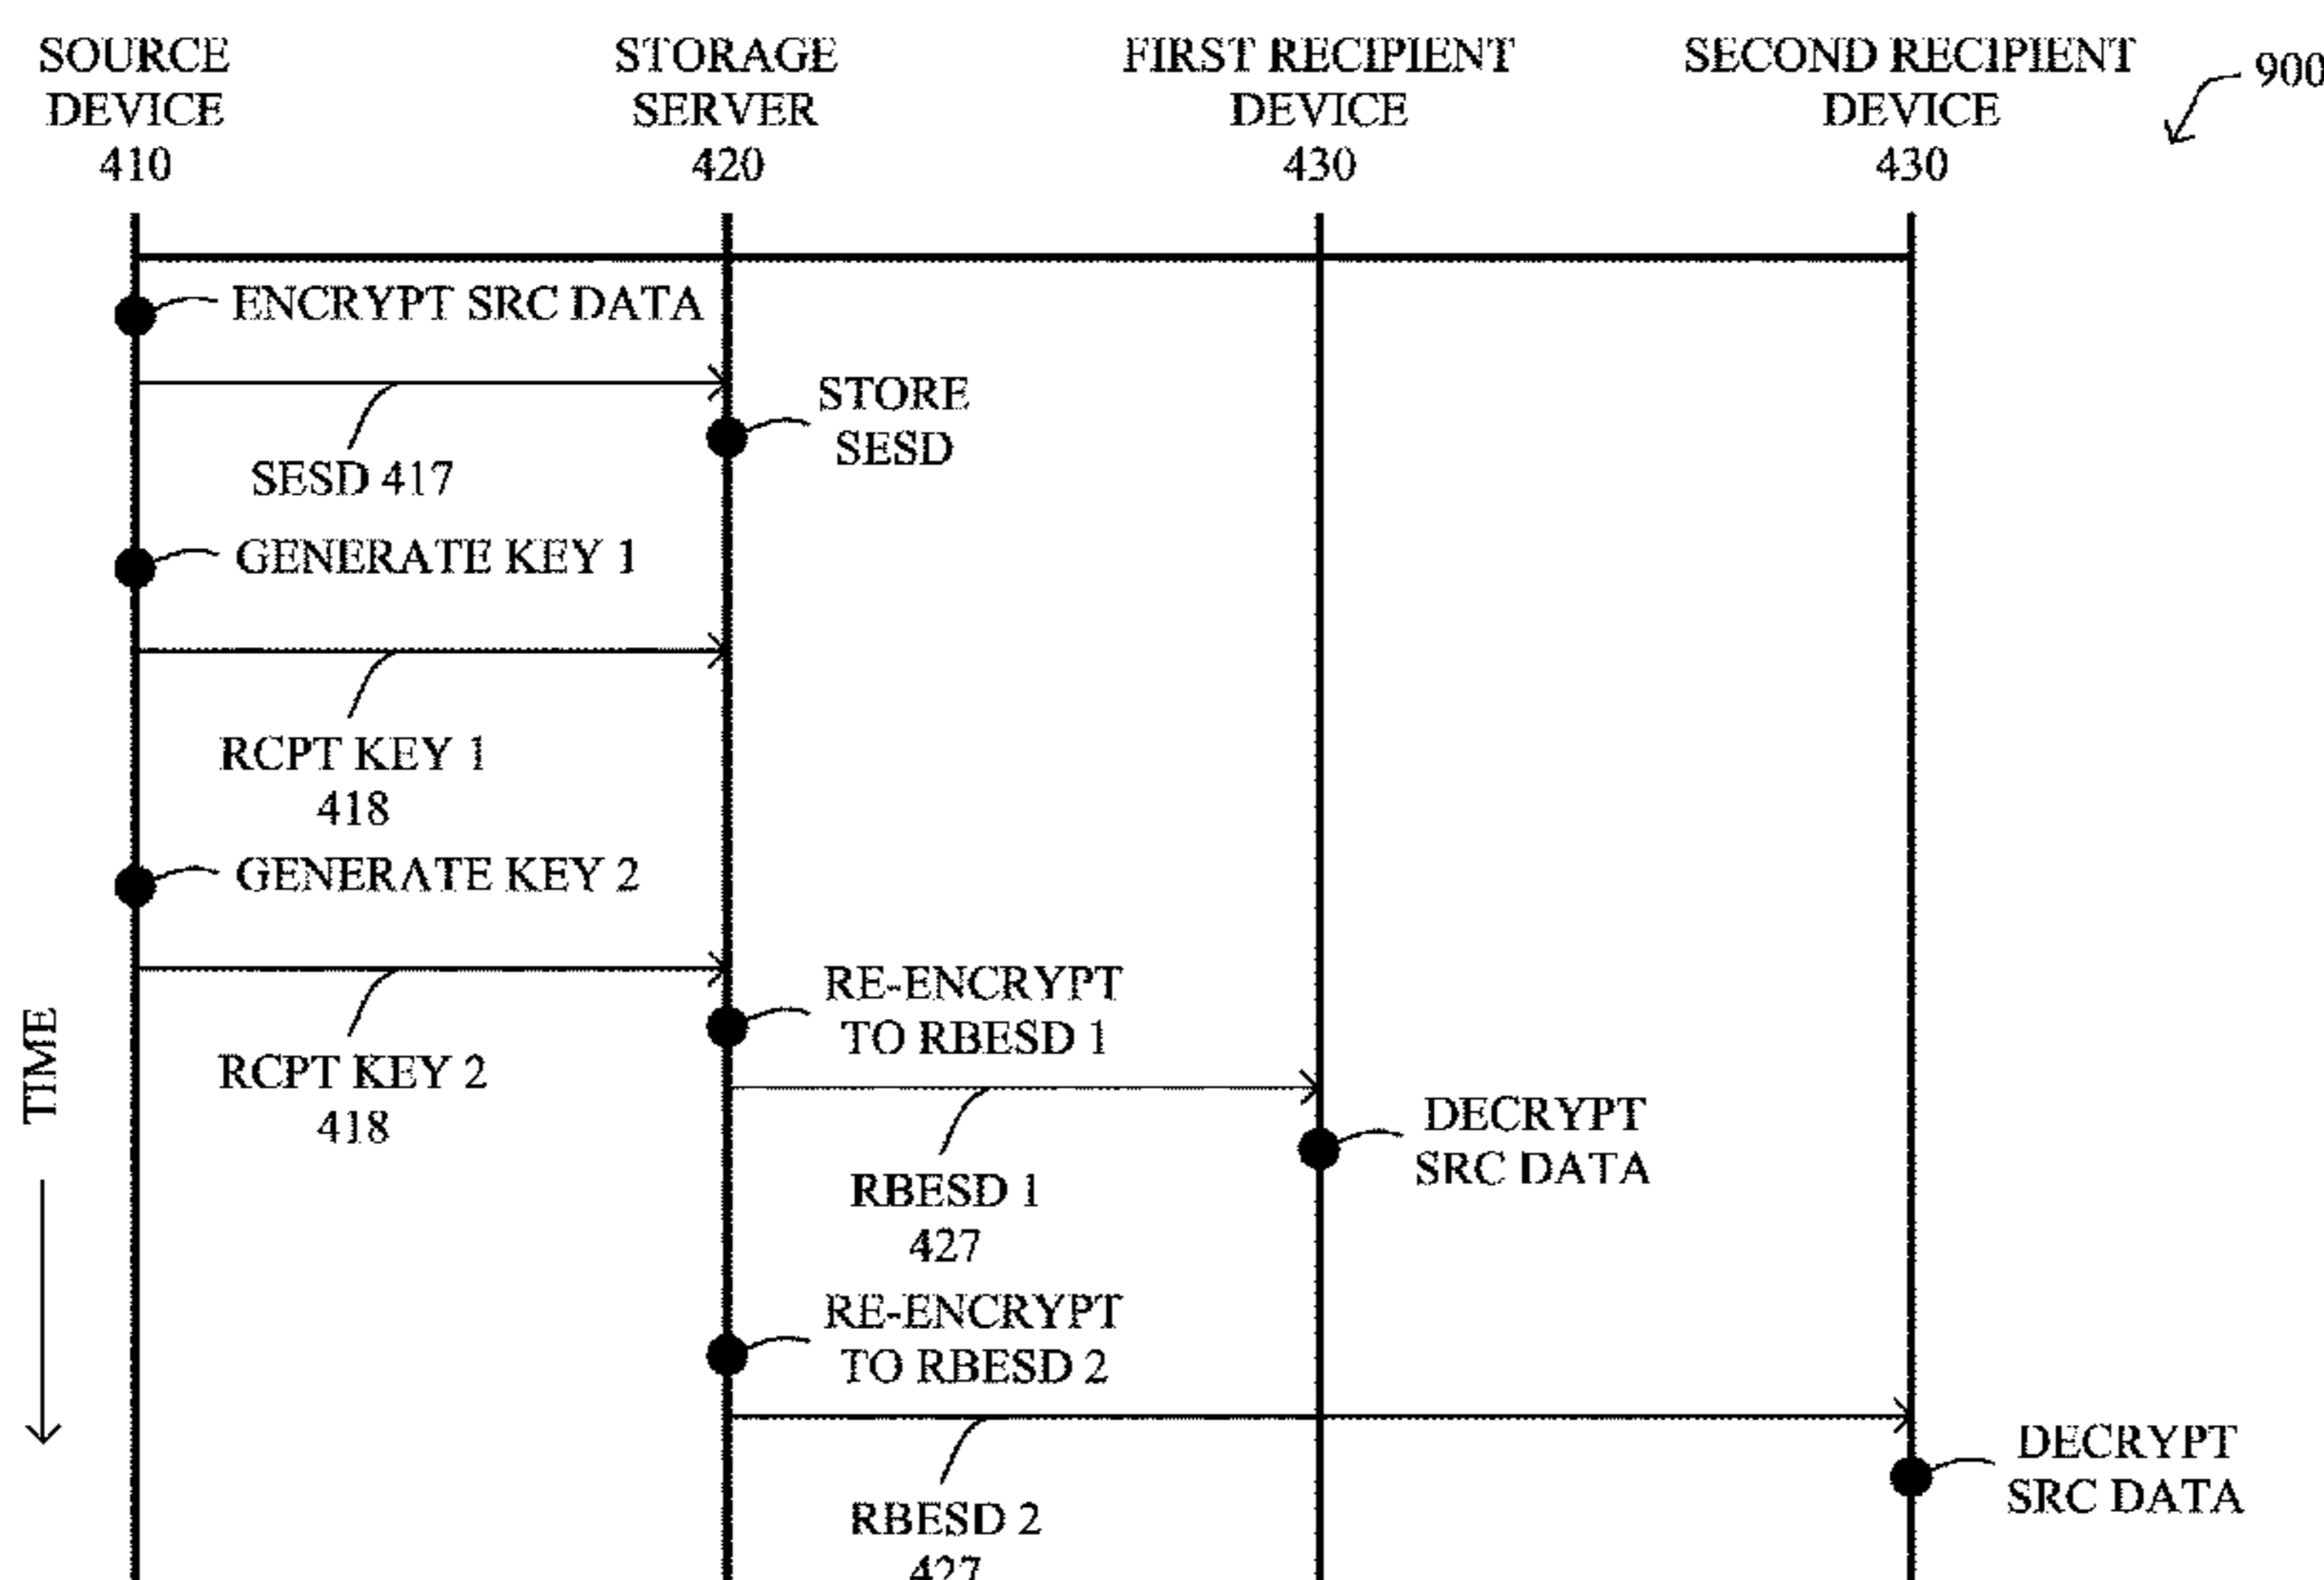 SOURCE
DEVICE
410
STORAGE
SERVER
420
FIRST RECIPIENT
DEVICE
430
SECOND RECIPIENT
DEVICE
430
900
ENCRYPT SRC DATA
STORE
SESD
SESD 417
GENERATE KEY 1
RCPT KEY 1
418
GENERATE KEY 2
RE-ENCRYPT
TO RBESD 1
RCPT KEY 2
418
TIME
DECRYPT
SRC DATA
RBESD 1
427
RE-ENCRYPT
TO RBESD 2
DECRYPT
SRC DATA
RBESD 2
427